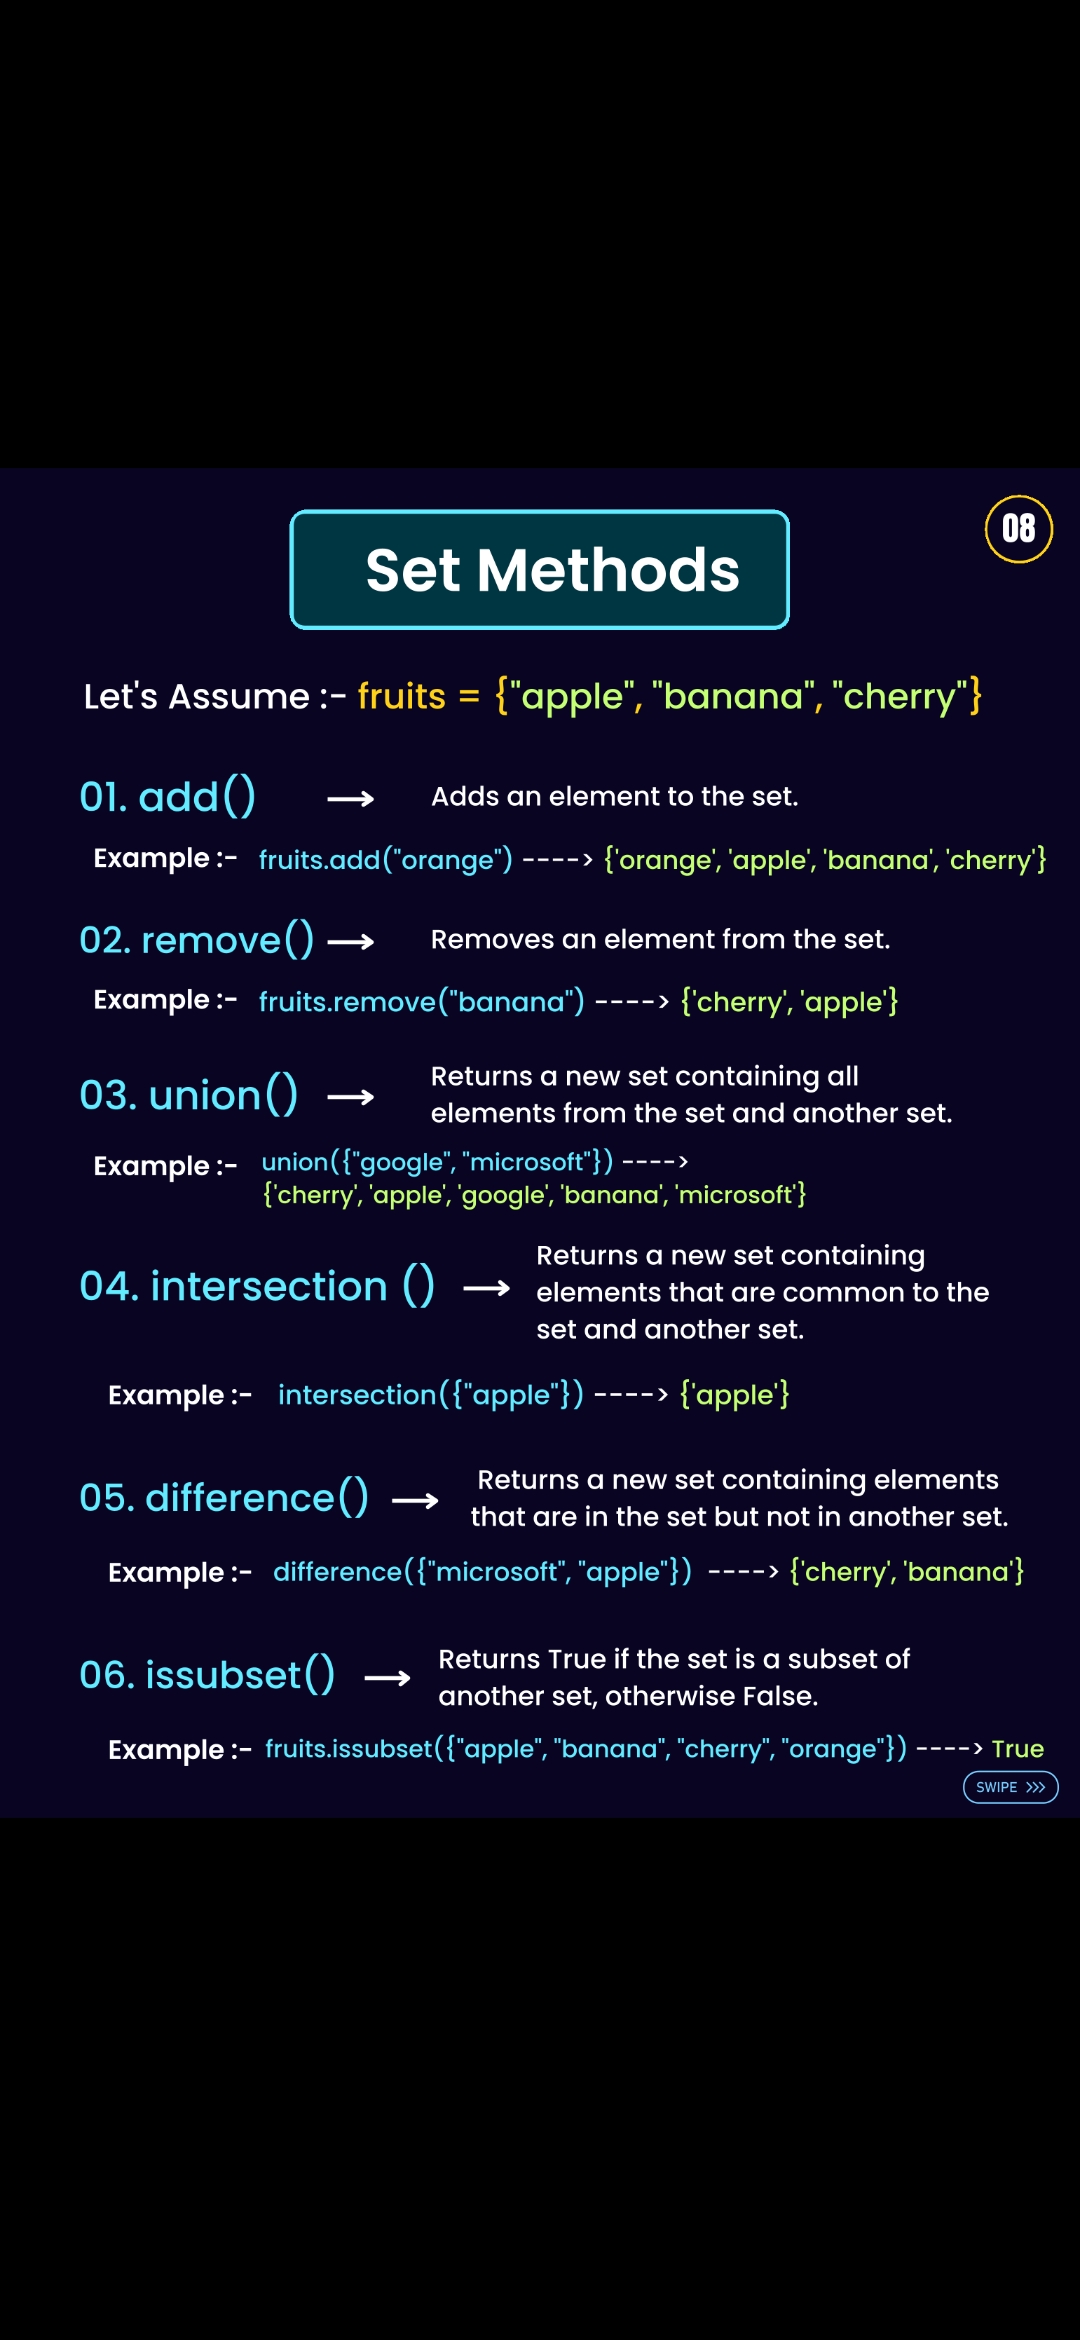 08
Set Methods
Let's Assume :- fruits = {"apple", "banana", "cherry"}
01. add() → Adds an element to the set.
Example :- fruits.add("orange") ----> {'orange', 'apple', 'banana', 'cherry'}
02. remove() → Removes an element from the set.
Example :- fruits.remove("banana") ----> {'cherry', 'apple'}
03. union() → Returns a new set containing all
elements from the set and another set.
Example :- union({"google", "microsoft"}) ---->
{'cherry', 'apple', 'google', 'banana', 'microsoft'}
04. intersection () → Returns a new set containing
elements that are common to the
set and another set.
Example :- intersection({"apple"}) ----> {'apple'}
05. difference() → Returns a new set containing elements
that are in the set but not in another set.
Example :- difference({"microsoft", "apple"}) ----> {'cherry', 'banana'}
06. issubset() → Returns True if the set is a subset of
another set, otherwise False.
Example :- fruits.issubset({"apple", "banana", "cherry", "orange"}) ----> True
SWIPE >>>